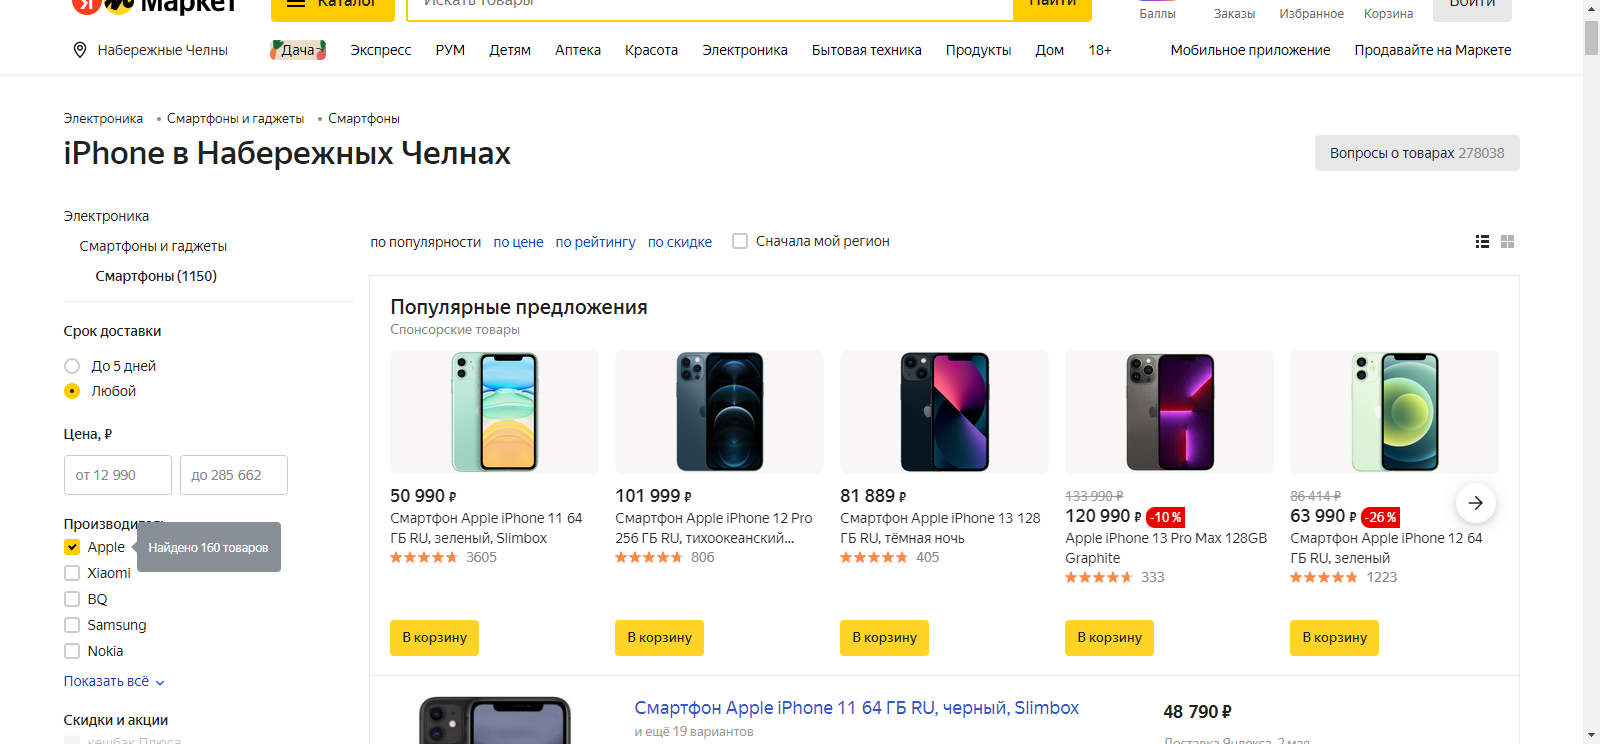 Я М Маркет
Каталог
Искать товары
Найти
Баллы
Заказы
Избранное
Корзина
Войти
Набережные Челны
Дача
Экспресс
РУМ
Детям
Аптека
Красота
Электроника
Бытовая техника
Продукты
Дом
18+
Мобильное приложение
Продавайте на Маркете
Электроника • Смартфоны и гаджеты • Смартфоны
iPhone в Набережных Челнах
Вопросы о товарах 278038
Электроника
Смартфоны и гаджеты
Смартфоны (1150)
Срок доставки
До 5 дней
Любой
Цена, ₽
от 12 990
до 285 662
Производитель
Apple
Найдено 160 товаров
Xiaomi
BQ
Samsung
Nokia
Показать всё
Скидки и акции
кешбэк Плюса
по популярности
по цене
по рейтингу
по скидке
Сначала мой регион
Популярные предложения
Спонсорские товары
50 990 ₽
Смартфон Apple iPhone 11 64
ГБ RU, зеленый, Slimbox
3605
В корзину
101 999 ₽
Смартфон Apple iPhone 12 Pro
256 ГБ RU, тихоокеанский...
806
В корзину
81 889 ₽
Смартфон Apple iPhone 13 128
ГБ RU, тёмная ночь
405
В корзину
133 990 ₽
120 990 ₽ -10 %
Apple iPhone 13 Pro Max 128GB
Graphite
333
В корзину
86 414 ₽
63 990 ₽ -26 %
Смартфон Apple iPhone 12 64
ГБ RU, зеленый
1223
В корзину
Смартфон Apple iPhone 11 64 ГБ RU, черный, Slimbox
и ещё 19 вариантов
48 790 ₽
Доставка Яндекса, 2 мая